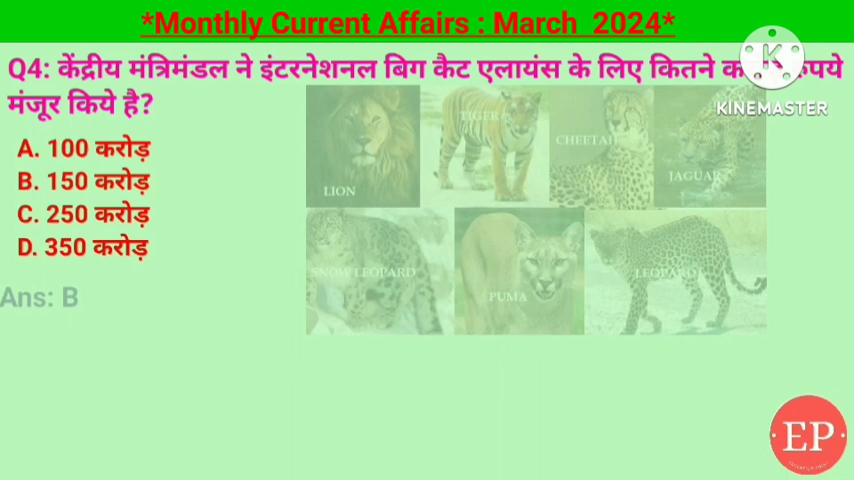 *Monthly Current Affairs : March 2024*
Q4: केंद्रीय मंत्रिमंडल ने इंटरनेशनल बिग कैट एलायंस के लिए कितने रुपये
मंजूर किये है?
A. 100 करोड़
B. 150 करोड़
C. 250 करोड़
D. 350 करोड़
Ans: B
LION
TIGER
CHEETAH
JAGUAR
SNOW LEOPARD
PUMA
LEOPARD
K
KINEMASTER
EP